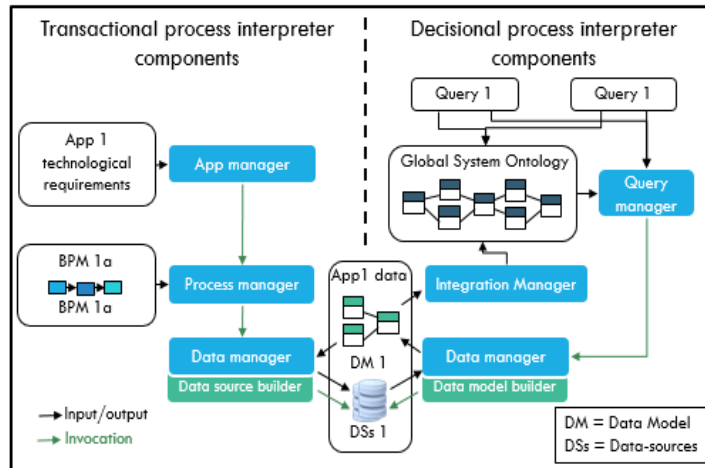 Transactional process interpreter
components
Decisional process interpreter
components
Query 1
Query 1
App 1
technological
requirements
App manager
Global System Ontology
Query
manager
BPM 1a
BPM 1a
Process manager
App1 data
Integration Manager
Data manager
Data source builder
DM 1
Data manager
Data model builder
DSs 1
Input/output
Invocation
DM = Data Model
DSs = Data-sources